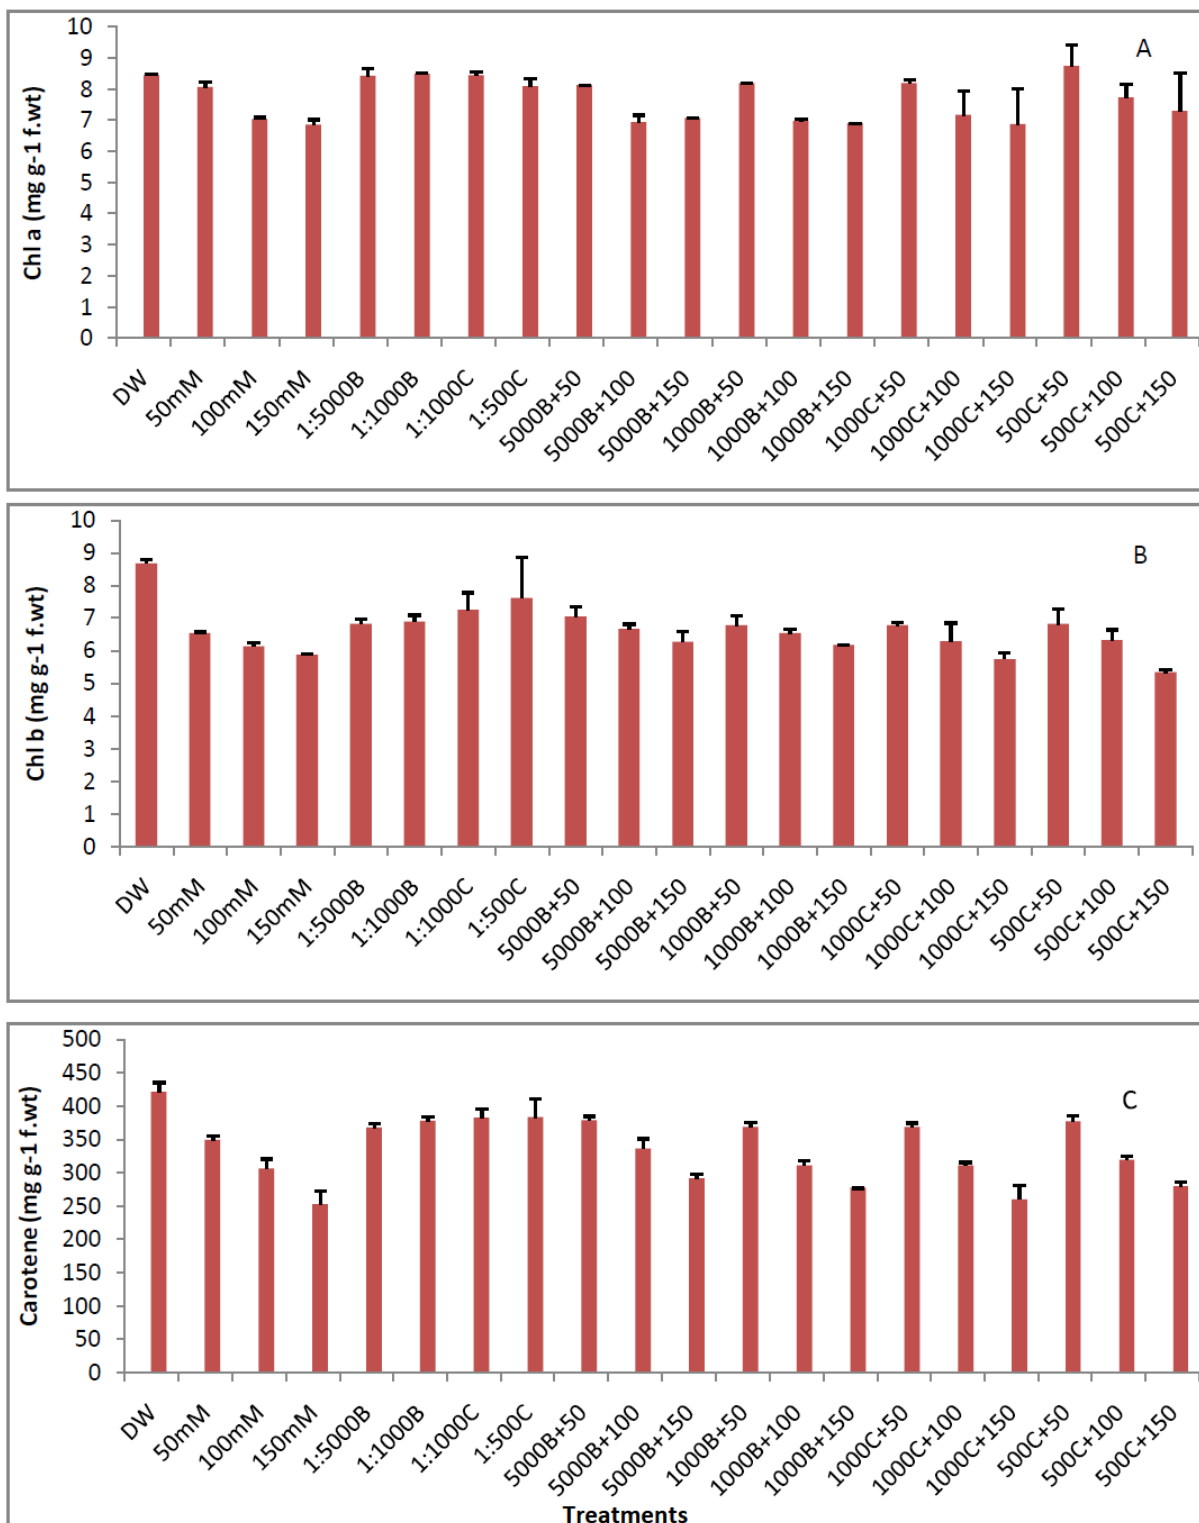 A
Chl a (mg g-1 f.wt)
10
9
8
7
6
5
4
3
2
1
0
DW
50mM
100mM
150mM
1:5000B
1:1000B
1:1000C
1:500C
5000B+50
5000B+100
5000B+150
1000B+50
1000B+100
1000B+150
1000C+50
1000C+100
1000C+150
500C+50
500C+100
500C+150
B
Chl b (mg g-1 f.wt)
10
9
8
7
6
5
4
3
2
1
0
DW
50mM
100mM
150mM
1:5000B
1:1000B
1:1000C
1:500C
5000B+50
5000B+100
5000B+150
1000B+50
1000B+100
1000B+150
1000C+50
1000C+100
1000C+150
500C+50
500C+100
500C+150
C
Carotene (mg g-1 f.wt)
500
450
400
350
300
250
200
150
100
50
0
DW
50mM
100mM
150mM
1:5000B
1:1000B
1:1000C
1:500C
5000B+50
5000B+100
5000B+150
1000B+50
1000B+100
1000B+150
1000C+50
1000C+100
1000C+150
500C+50
500C+100
500C+150
Treatments